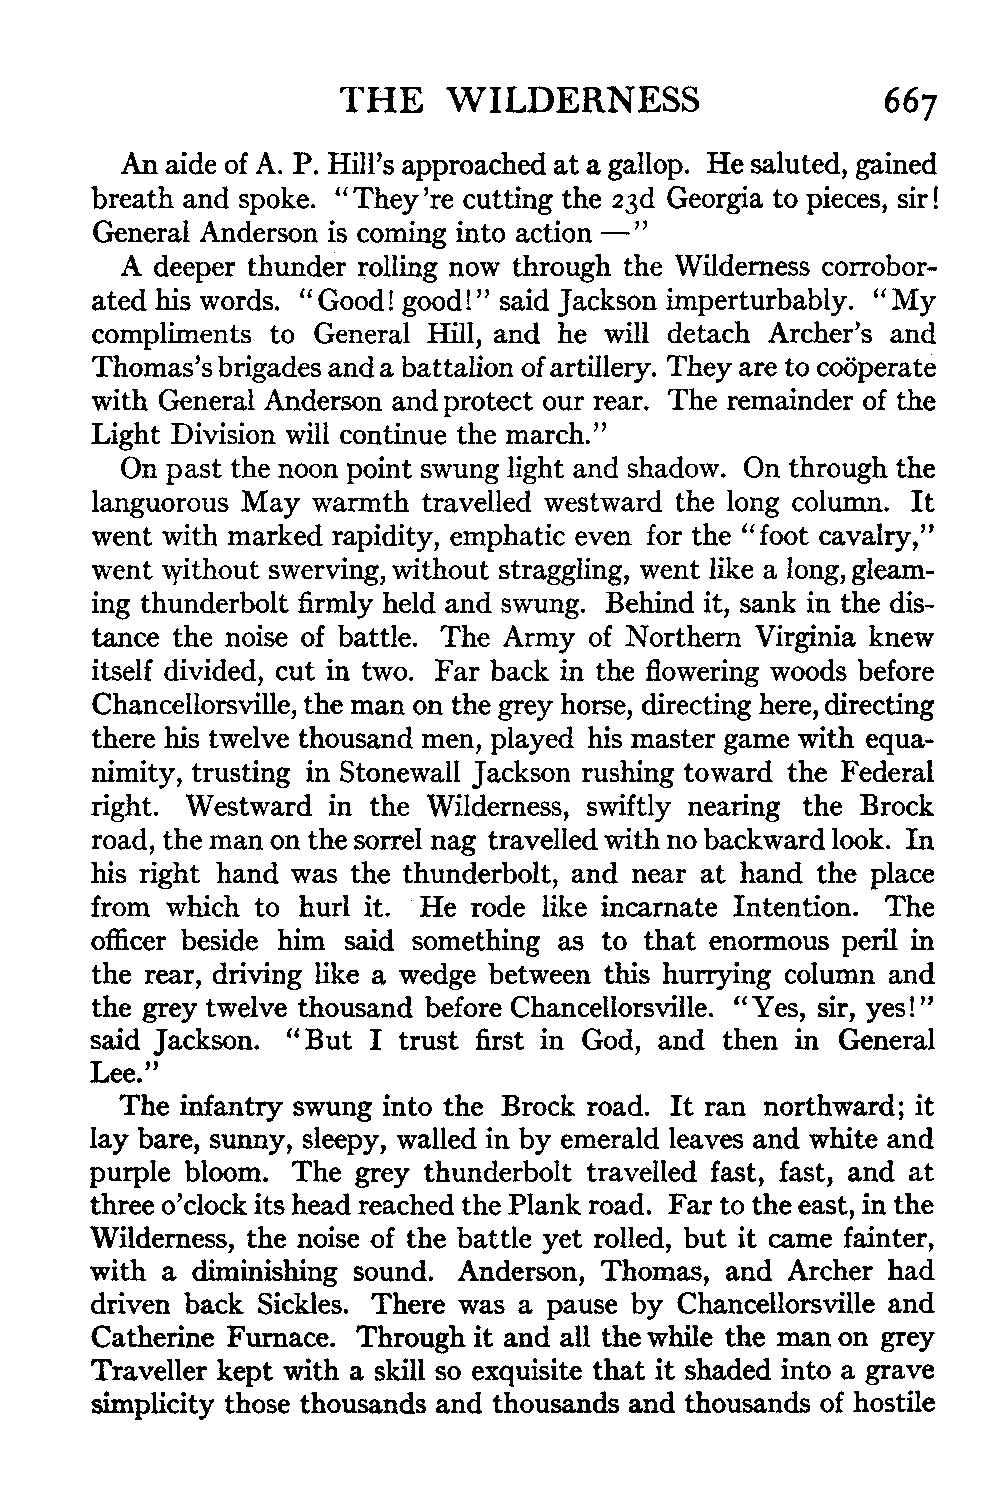 THE WILDERNESS 667
An aide of A. P. Hill's approached at a gallop. He saluted, gained
breath and spoke. "They're cutting the 23d Georgia to pieces, sir!
General Anderson is coming into action —"
A deeper thunder rolling now through the Wilderness corrobor-
ated his words. "Good! good!" said Jackson imperturbably. "My
compliments to General Hill, and he will detach Archer's and
Thomas's brigades and a battalion of artillery. They are to coöperate
with General Anderson and protect our rear. The remainder of the
Light Division will continue the march."
On past the noon point swung light and shadow. On through the
languorous May warmth travelled westward the long column. It
went with marked rapidity, emphatic even for the "foot cavalry,"
went without swerving, without straggling, went like a long, gleam-
ing thunderbolt firmly held and swung. Behind it, sank in the dis-
tance the noise of battle. The Army of Northern Virginia knew
itself divided, cut in two. Far back in the flowering woods before
Chancellorsville, the man on the grey horse, directing here, directing
there his twelve thousand men, played his master game with equa-
nimity, trusting in Stonewall Jackson rushing toward the Federal
right. Westward in the Wilderness, swiftly nearing the Brock
road, the man on the sorrel nag travelled with no backward look. In
his right hand was the thunderbolt, and near at hand the place
from which to hurl it. He rode like incarnate Intention. The
officer beside him said something as to that enormous peril in
the rear, driving like a wedge between this hurrying column and
the grey twelve thousand before Chancellorsville. "Yes, sir, yes!"
said Jackson. "But I trust first in God, and then in General
Lee."
The infantry swung into the Brock road. It ran northward; it
lay bare, sunny, sleepy, walled in by emerald leaves and white and
purple bloom. The grey thunderbolt travelled fast, fast, and at
three o'clock its head reached the Plank road. Far to the east, in the
Wilderness, the noise of the battle yet rolled, but it came fainter,
with a diminishing sound. Anderson, Thomas, and Archer had
driven back Sickles. There was a pause by Chancellorsville and
Catherine Furnace. Through it and all the while the man on grey
Traveller kept with a skill so exquisite that it shaded into a grave
simplicity those thousands and thousands and thousands of hostile